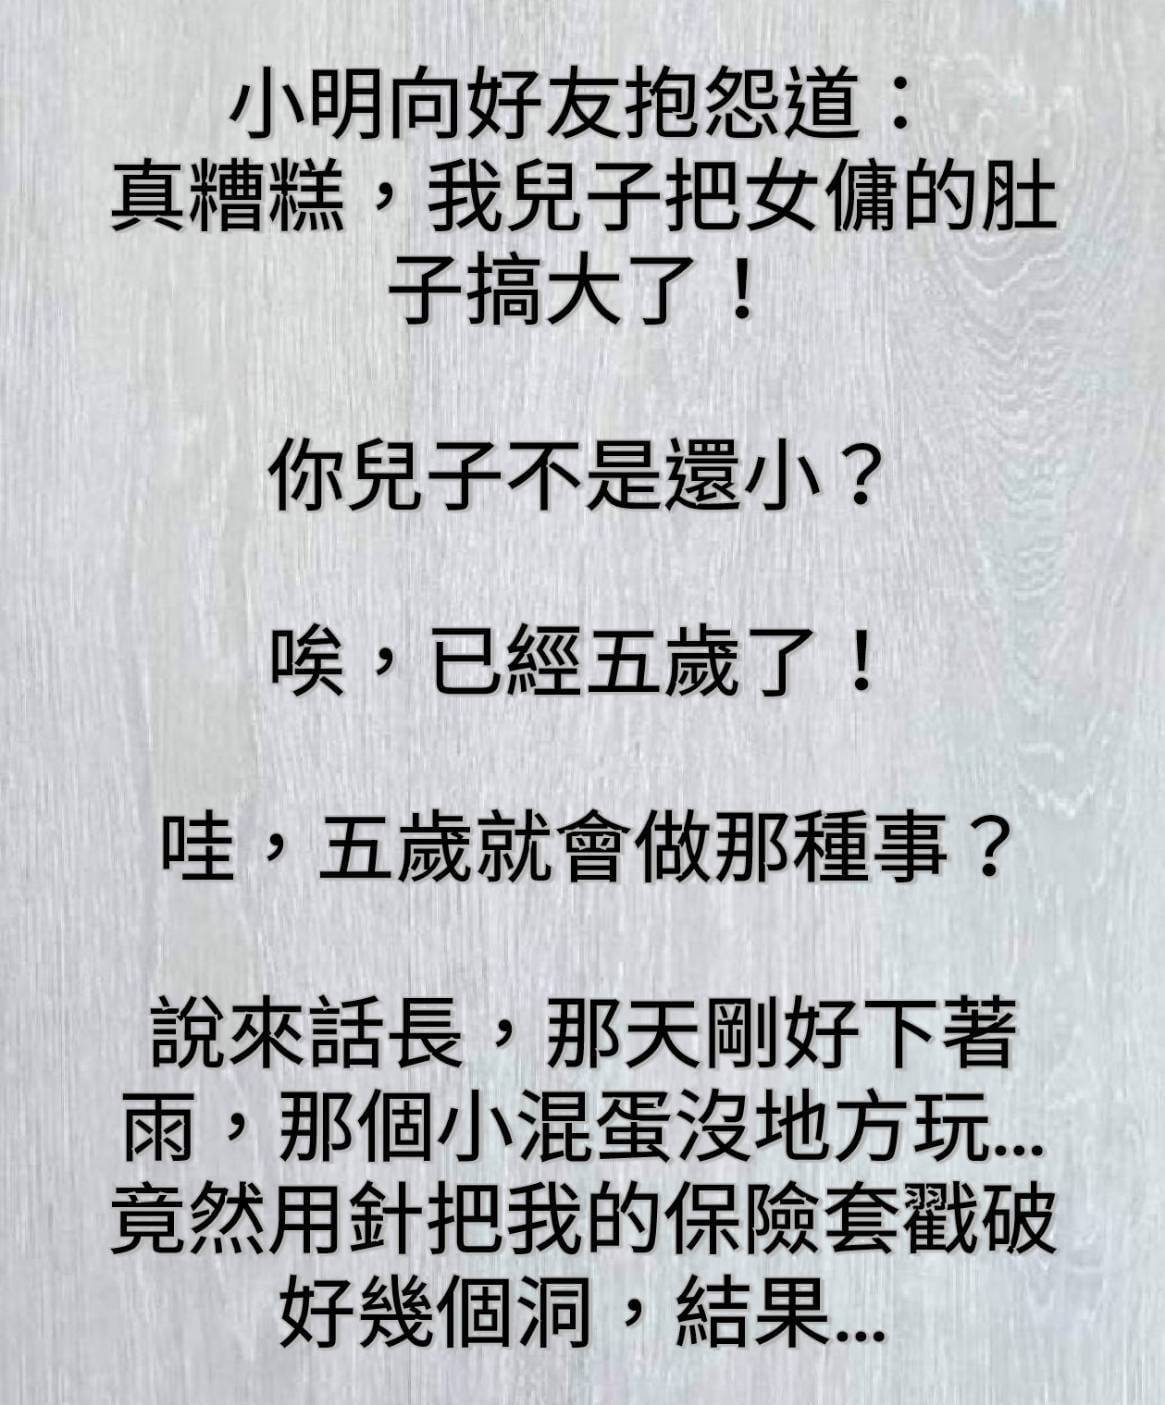 小明向好友抱怨道：
真糟糕，我兒子把女傭的肚
子搞大了！
你兒子不是還小？
唉，已經五歲了！
哇，五歲就會做那種事？
說來話長，那天剛好下著
雨，那個小混蛋沒地方玩...
竟然用針把我的保險套戳破
好幾個洞，結果...